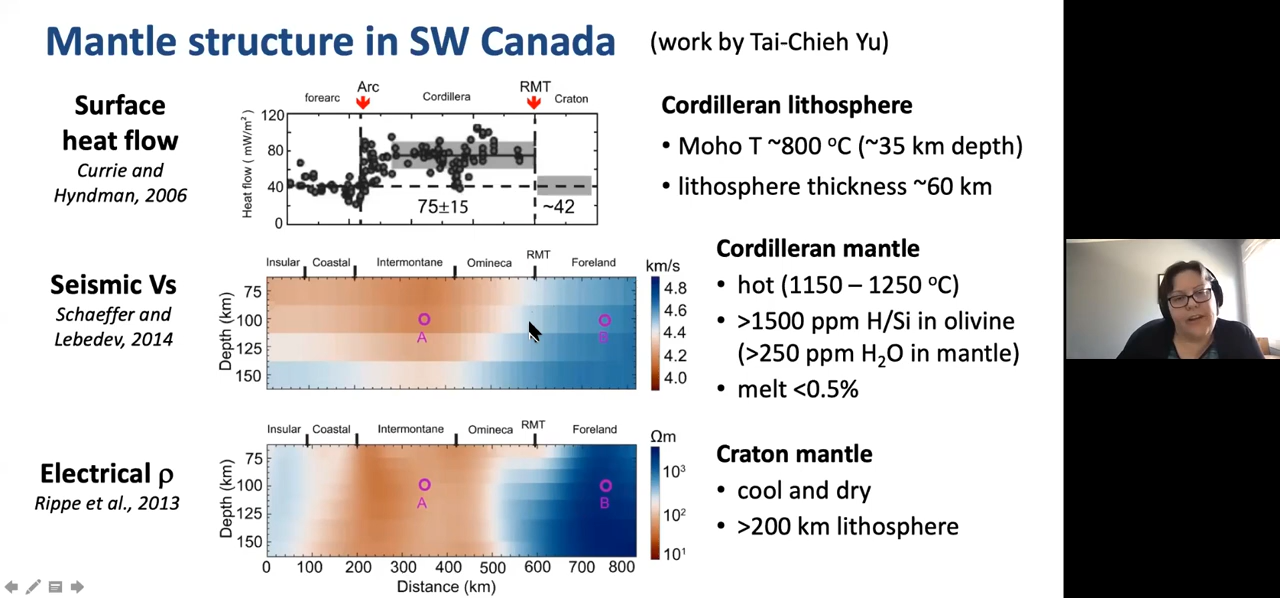 Mantle structure in SW Canada (work by Tai-Chieh Yu)
Surface
heat flow
Currie and
Hyndman, 2006
Arc
RMT
forearc
Cordillera
Craton
Heat flow ( mW/m²)
120
80
40
0
75±15
~42
Cordilleran lithosphere
• Moho T ~800 ºC (~35 km depth)
• lithosphere thickness ~60 km
Seismic Vs
Schaeffer and
Lebedev, 2014
Insular
Coastal
Intermontane
Omineca
RMT
Foreland
km/s
Depth (km)
75
100
125
150
A
B
4.8
4.6
4.4
4.2
4.0
Cordilleran mantle
• hot (1150 – 1250 ºC)
• >1500 ppm H/Si in olivine
(>250 ppm H₂O in mantle)
• melt <0.5%
Electrical ρ
Rippe et al., 2013
Insular
Coastal
Intermontane
Omineca
RMT
Foreland
Ωm
Depth (km)
75
100
125
150
A
B
10³
10²
10¹
0 100 200 300 400 500 600 700 800
Distance (km)
Craton mantle
• cool and dry
• >200 km lithosphere